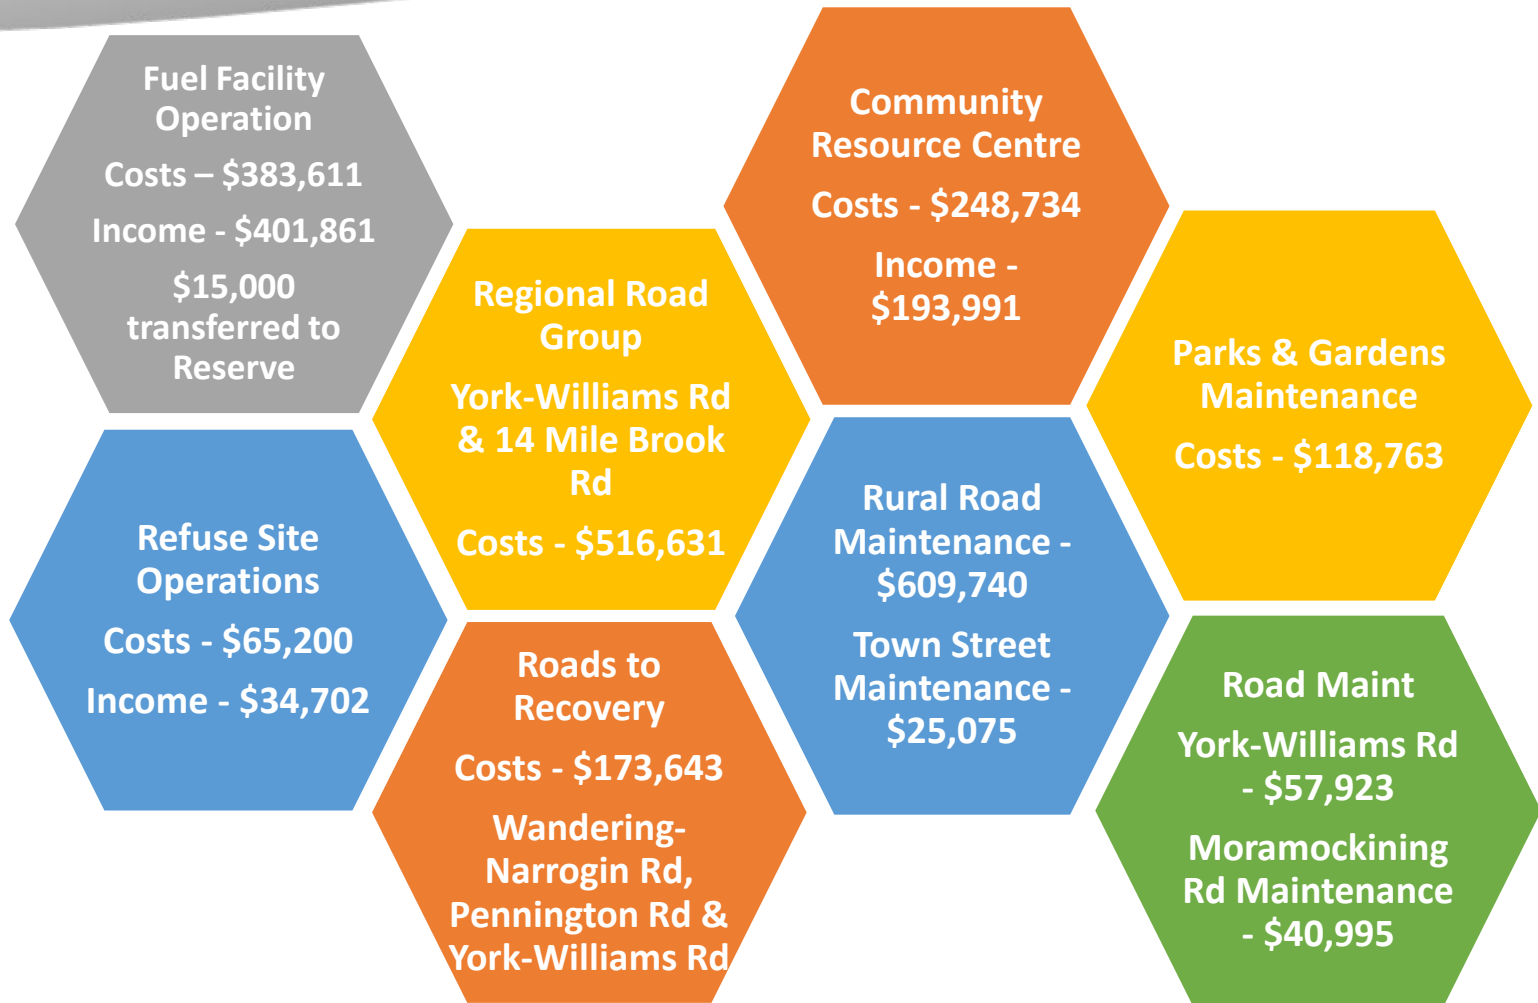 Fuel Facility
Operation
Costs – $383,611
Income - $401,861
$15,000
transferred to
Reserve
Community
Resource Centre
Costs - $248,734
Income -
$193,991
Regional Road
Group
York-Williams Rd
& 14 Mile Brook
Rd
Costs - $516,631
Parks & Gardens
Maintenance
Costs - $118,763
Refuse Site
Operations
Costs - $65,200
Income - $34,702
Rural Road
Maintenance -
$609,740
Town Street
Maintenance -
$25,075
Roads to
Recovery
Costs - $173,643
Wandering-
Narrogin Rd,
Pennington Rd &
York-Williams Rd
Road Maint
York-Williams Rd
- $57,923
Moramockining
Rd Maintenance
- $40,995